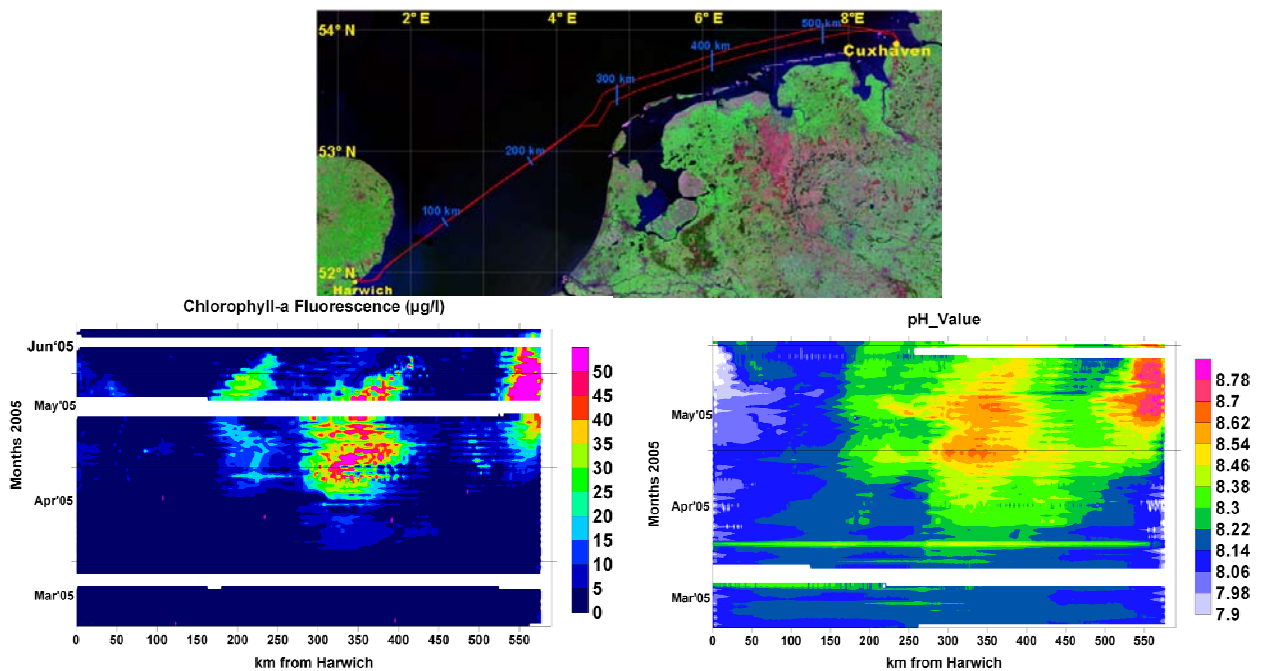 2° E 4° E 6° E 8° E
54° N
500 km
400 km
Cuxhaven
300 km
53° N
200 km
100 km
52° N
Harwich
Chlorophyll-a Fluorescence (µg/l)
Months 2005
Jun'05
May'05
Apr'05
Mar'05
0 50 100 150 200 250 300 350 400 450 500 550
km from Harwich
50
45
40
35
30
25
20
15
10
5
0
pH_Value
Months 2005
May'05
Apr'05
Mar'05
0 50 100 150 200 250 300 350 400 450 500 550
km from Harwich
8.78
8.7
8.62
8.54
8.46
8.38
8.3
8.22
8.14
8.06
7.98
7.9